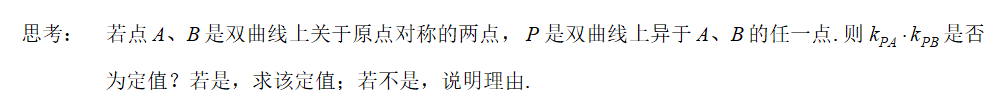 思考： 若点 A、B 是双曲线上关于原点对称的两点，P 是双曲线上异于 A、B 的任一点. 则 k_{PA} · k_{PB} 是否
为定值？若是，求该定值；若不是，说明理由.